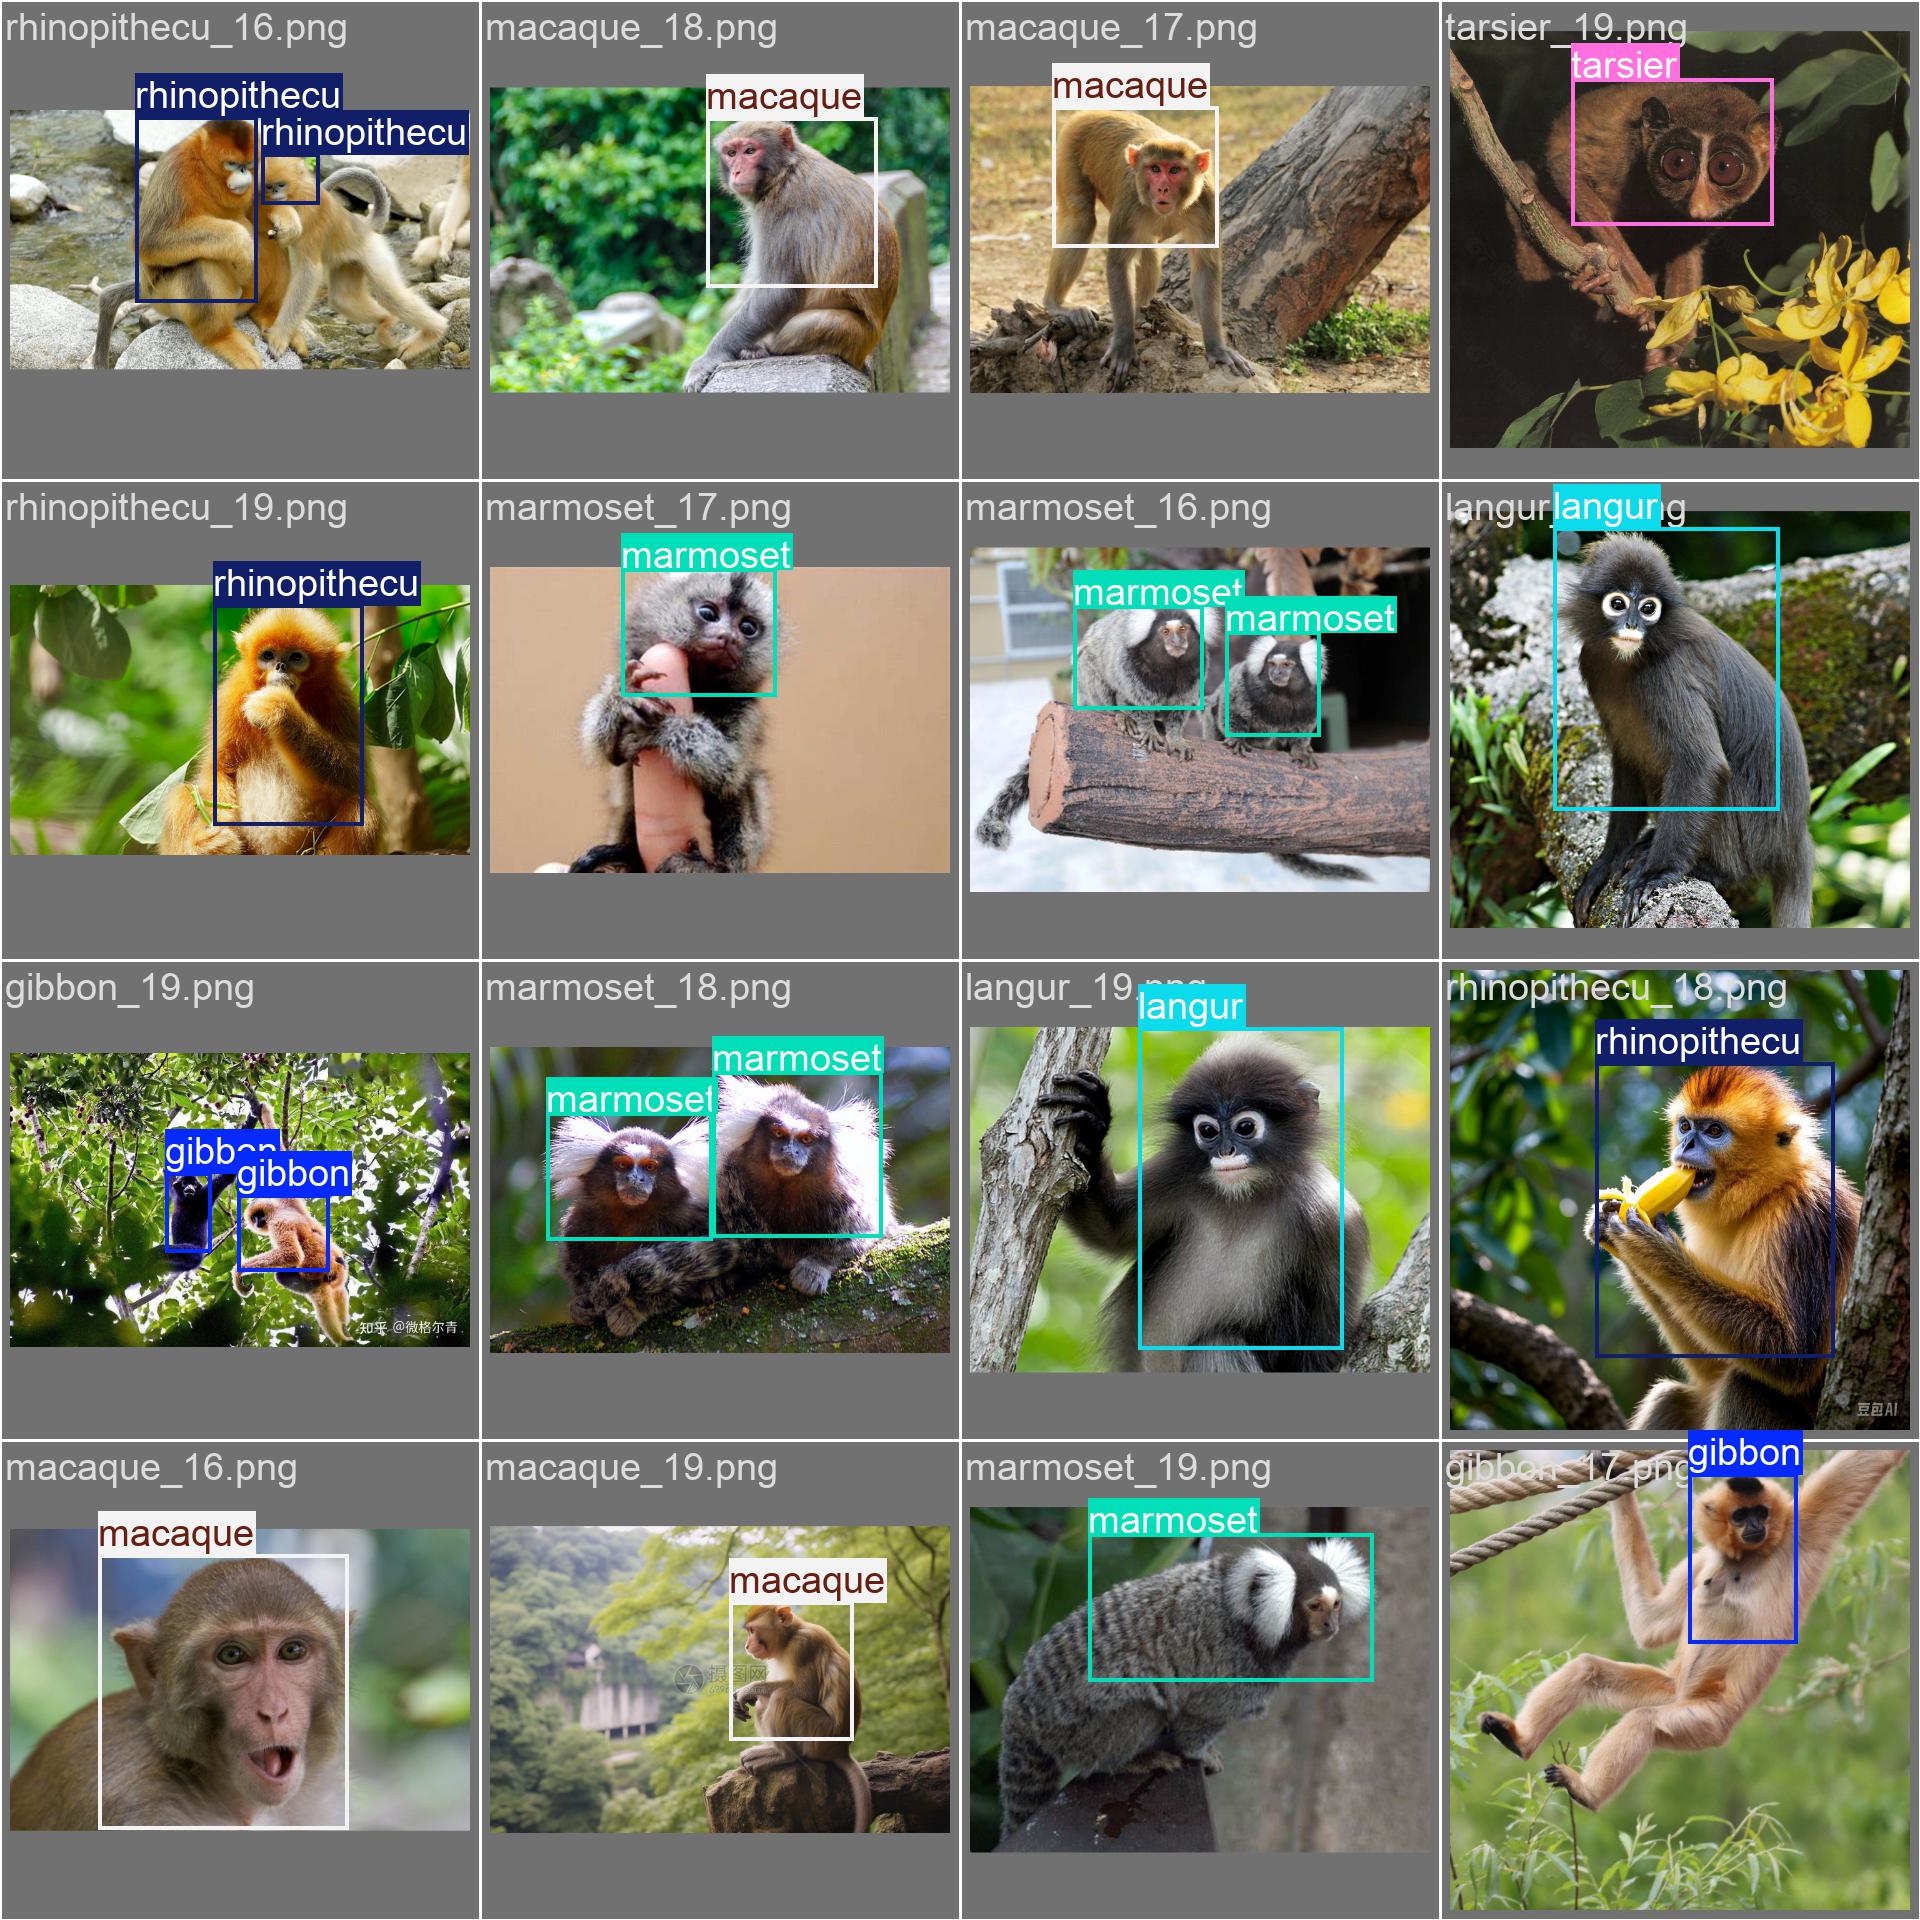 rhinopithecu_16.png
rhinopithecu
rhinopithecu
macaque_18.png
macaque
macaque_17.png
macaque
tarsier_19.png
tarsier
rhinopithecu_19.png
rhinopithecu
marmoset_17.png
marmoset
marmoset_16.png
marmoset
marmoset
langur
langur
gibbon_19.png
gibbon
gibbon
知乎 @微格尔青
marmoset_18.png
marmoset
marmoset
langur_19.png
langur
rhinopithecu_18.png
rhinopithecu
豆包AI
macaque_16.png
macaque
macaque_19.png
macaque
摄图网
marmoset_19.png
marmoset
gibbon_17.png
gibbon